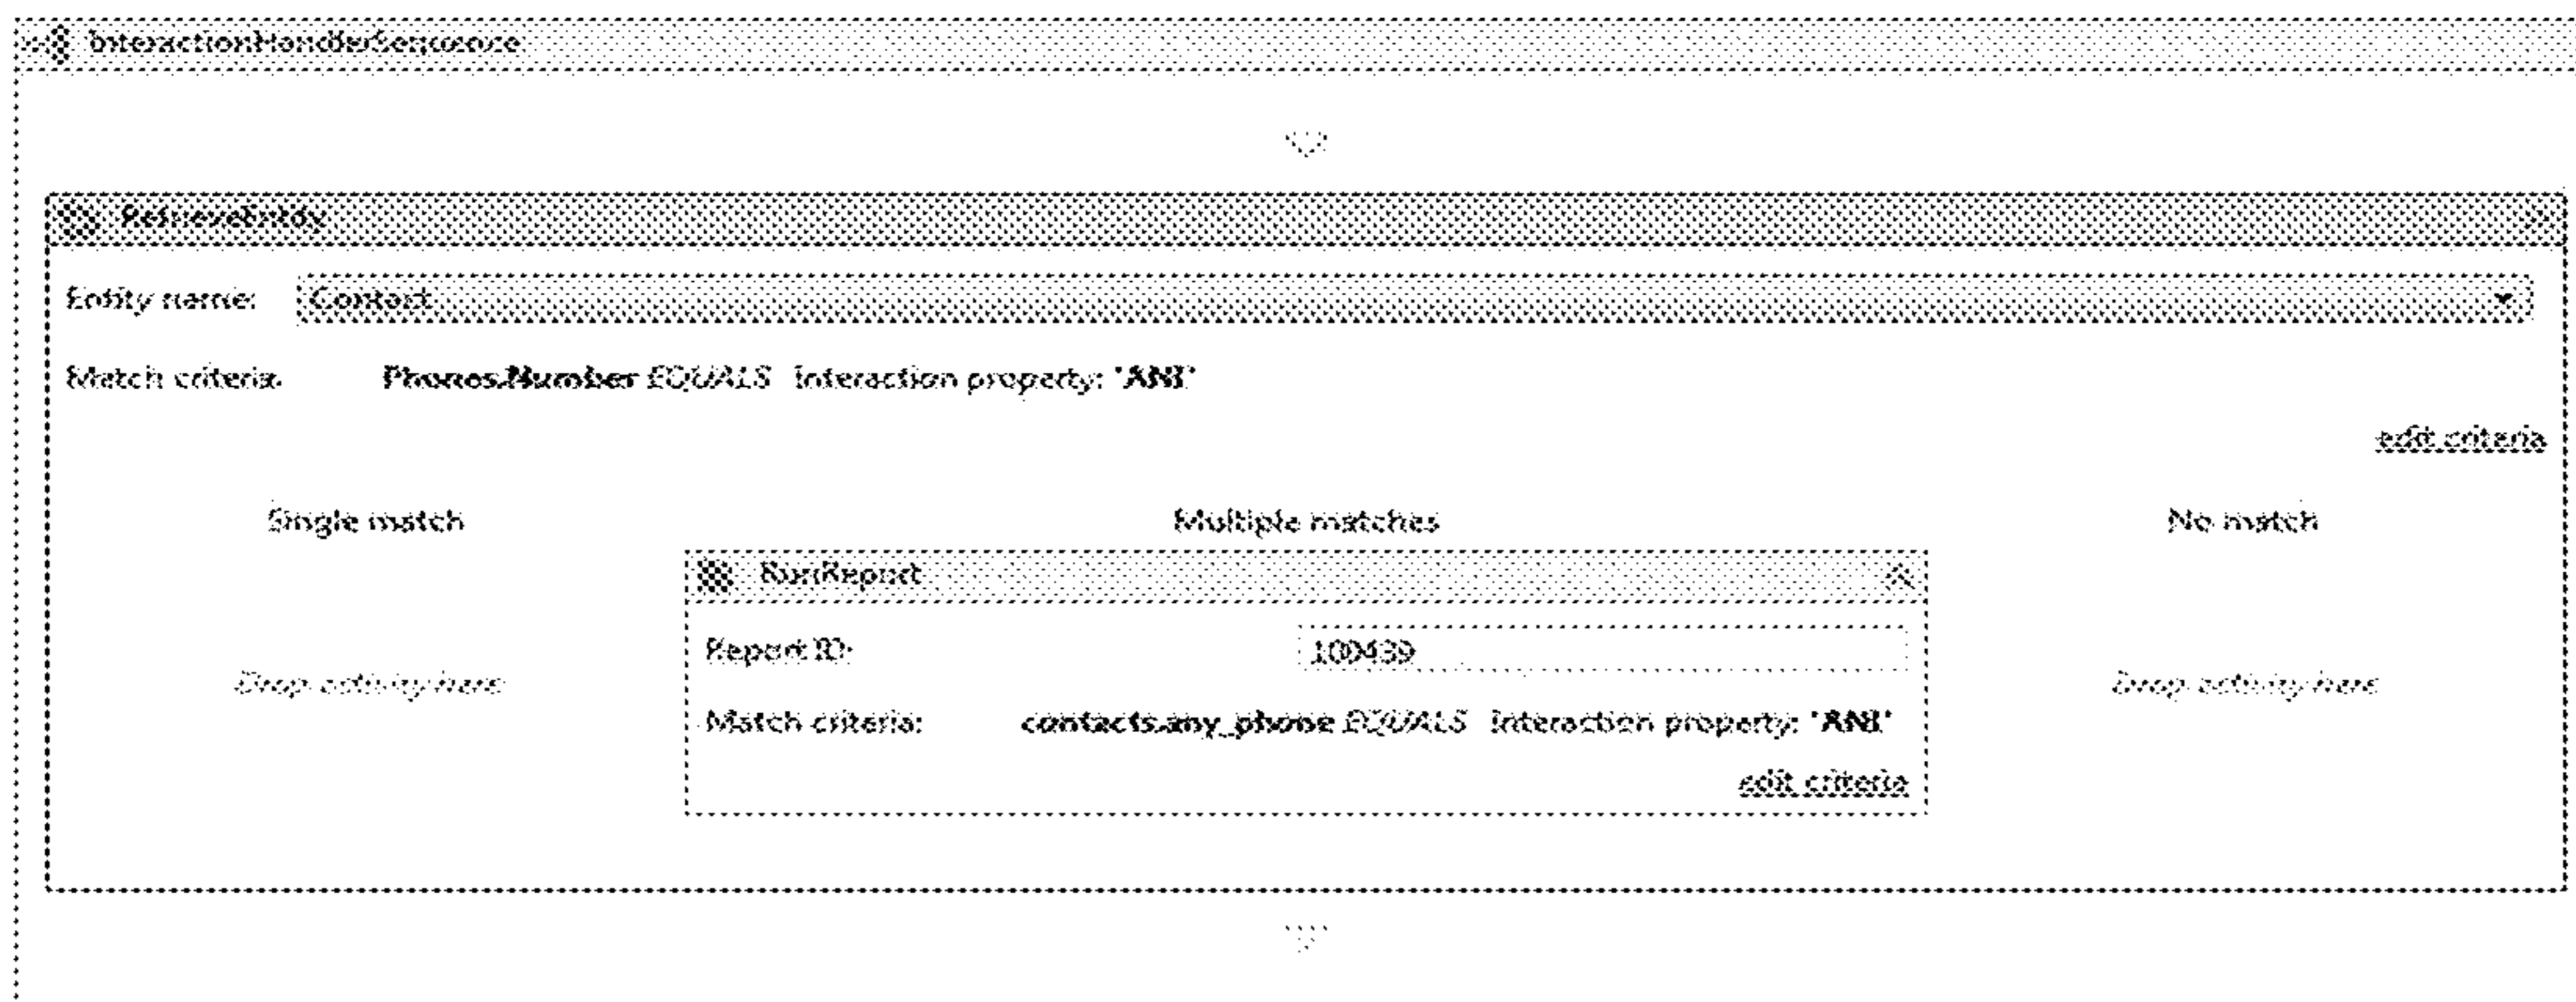 InteractionHandlerSequence
RetrieveEntity
Entity name: Contact
Match criteria: Phones.Number EQUALS Interaction property: 'ANI'
edit criteria
Single match Multiple matches No match
RunReport
Report ID: 100439
Drop activity here Drop activity here
Match criteria: contacts.any_phone EQUALS Interaction property: 'ANI'
edit criteria